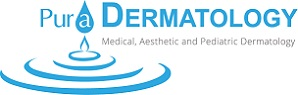 Pura DERMATOLOGY
Medical, Aesthetic and Pediatric Dermatology